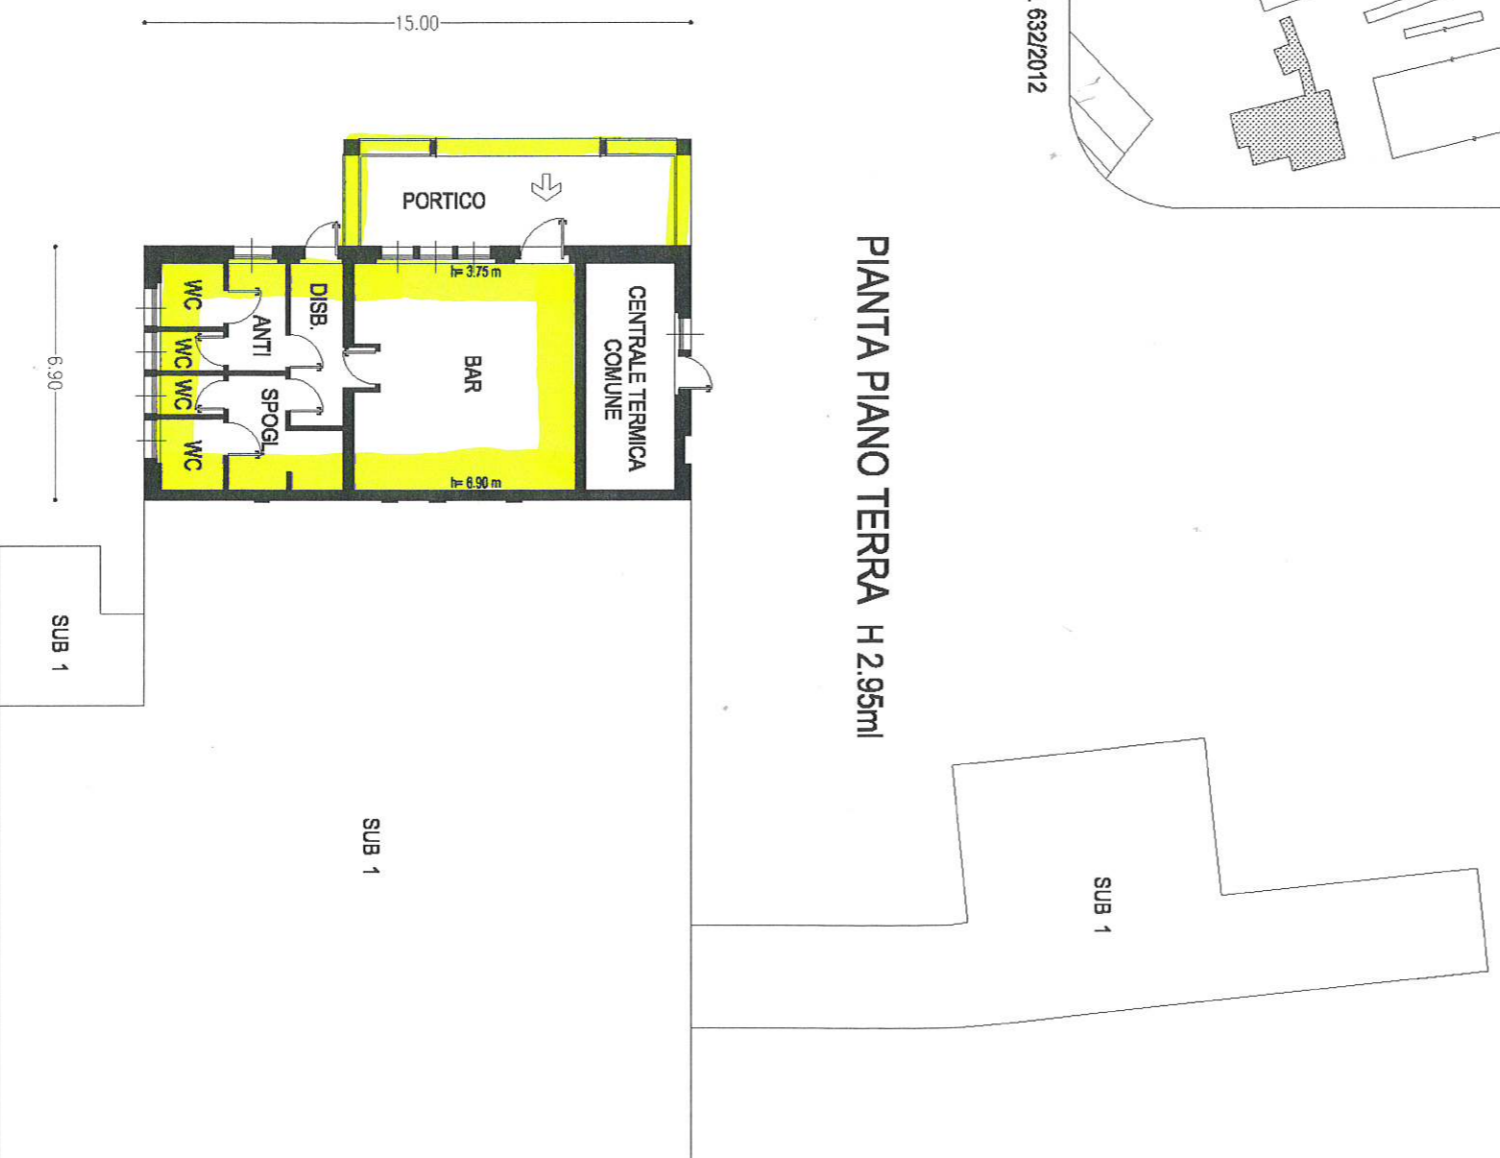 15.00
. 632/2012
PORTICO
h= 3.75 m
WC
ANTI
DISB.
WC
WC
SPOGL
WC
BAR
CENTRALE TERMICA
COMUNE
h= 6.90 m
6.90
PIANTA PIANO TERRA H 2.95ml
SUB 1
SUB 1
SUB 1